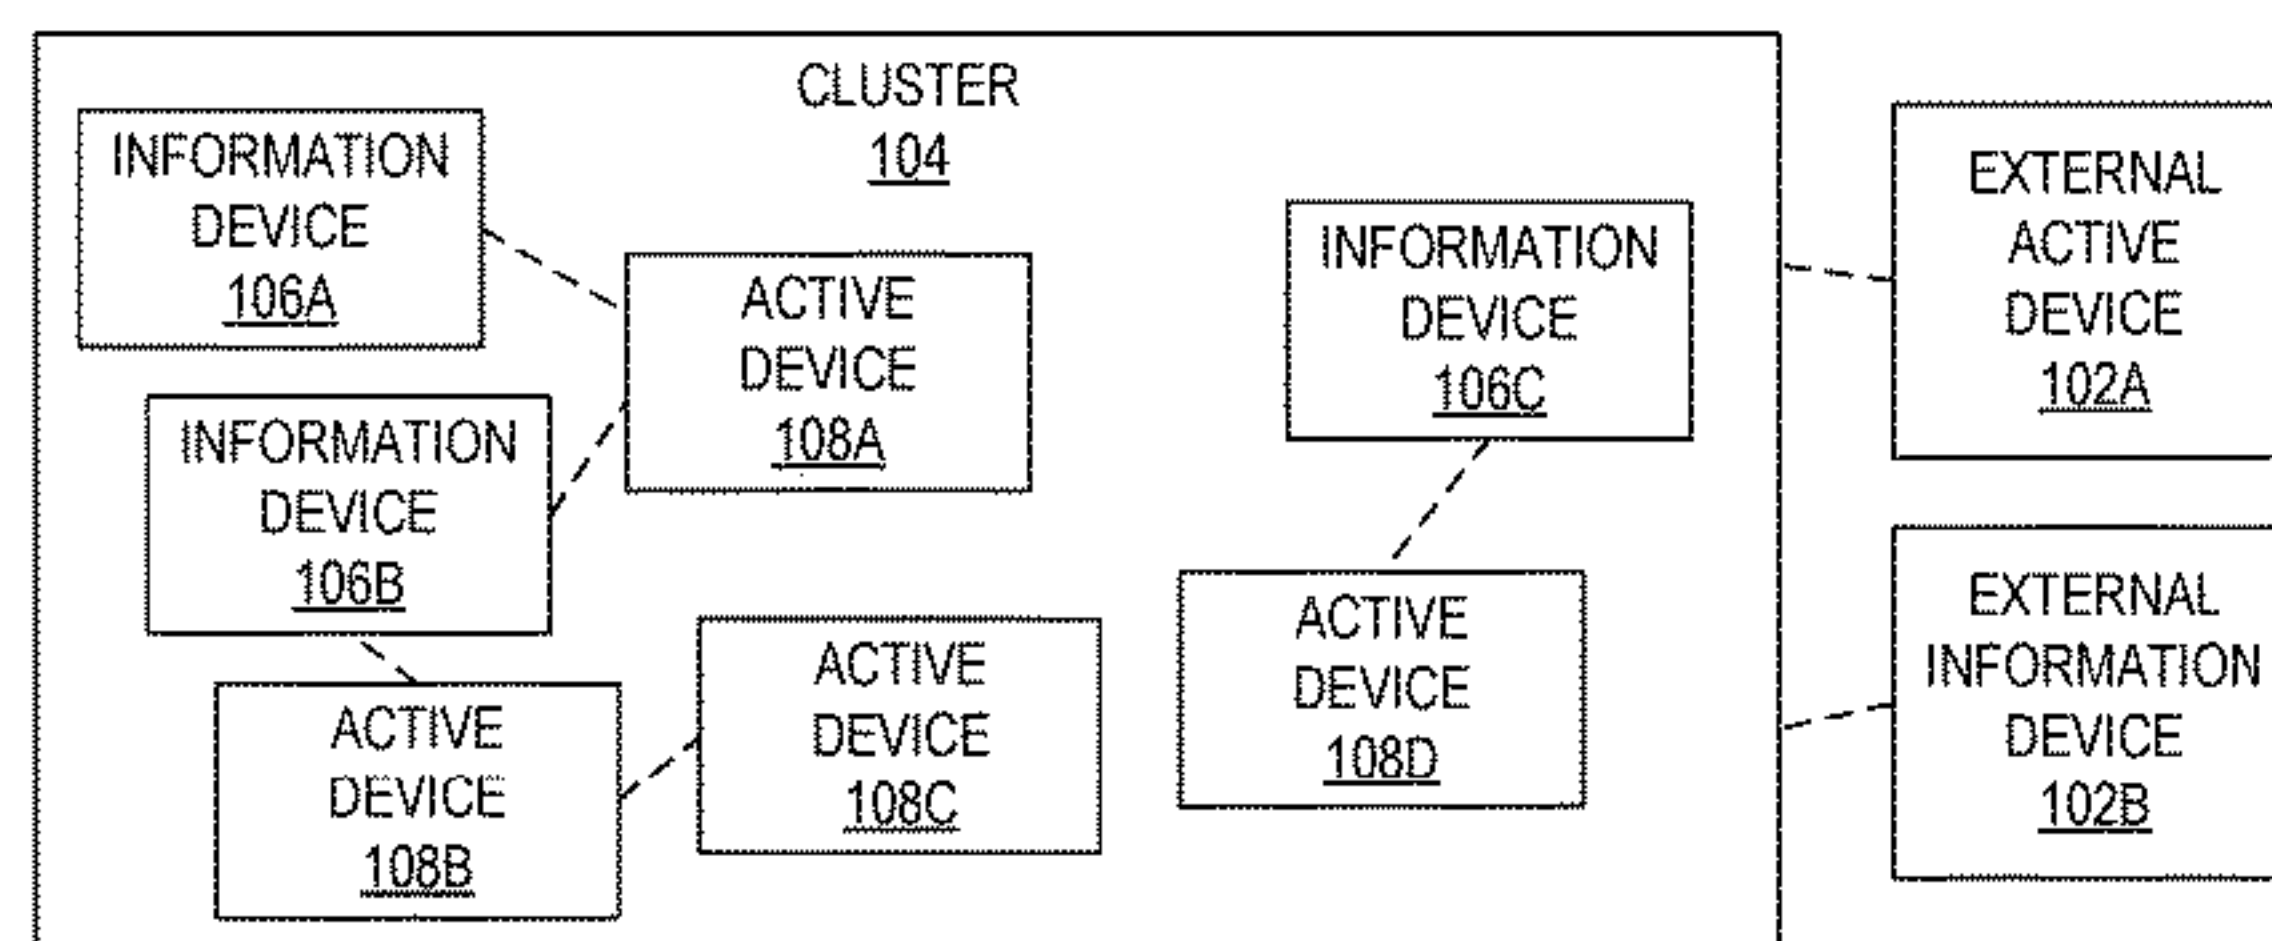 CLUSTER
104
INFORMATION
DEVICE
106A
ACTIVE
DEVICE
108A
INFORMATION
DEVICE
106C
EXTERNAL
ACTIVE
DEVICE
102A
INFORMATION
DEVICE
106B
ACTIVE
DEVICE
108B
ACTIVE
DEVICE
108C
ACTIVE
DEVICE
108D
EXTERNAL
INFORMATION
DEVICE
102B